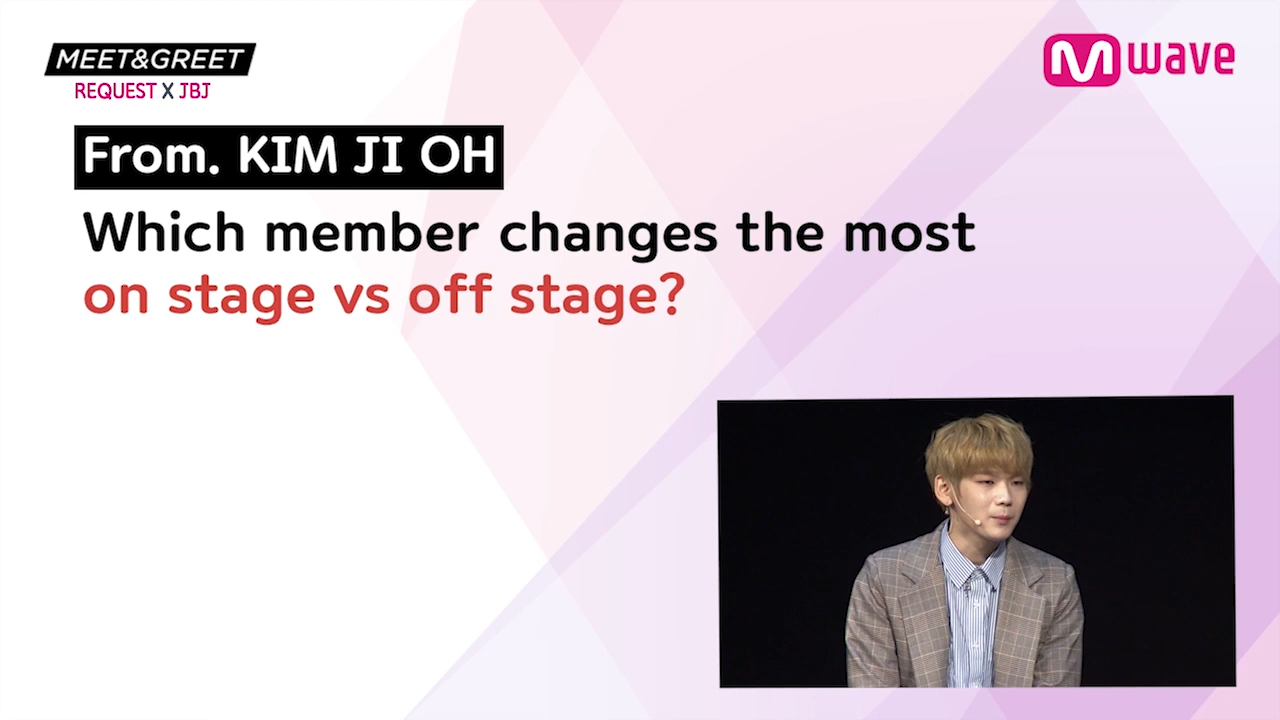 MEET&GREET
REQUEST X JBJ
M wave
From. KIM JI OH
Which member changes the most
on stage vs off stage?